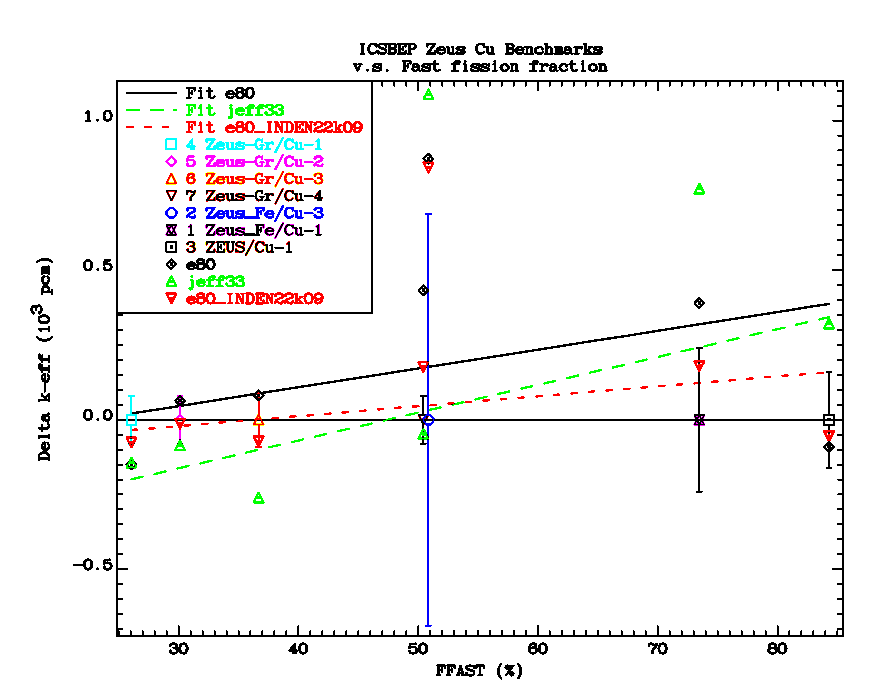 ICSBEP Zeus Cu Benchmarks
v.s. Fast fission fraction
Fit e80
Fit jeff33
Fit e80_INDEN22k09
4 Zeus-Gr/Cu-1
5 Zeus-Gr/Cu-2
6 Zeus-Gr/Cu-3
7 Zeus-Gr/Cu-4
2 Zeus_Fe/Cu-3
1 Zeus_Fe/Cu-1
3 ZEUS/Cu-1
e80
jeff33
e80_INDEN22k09
1.0
0.5
0.0
-0.5
Delta k-eff (10³ pcm)
30 40 50 60 70 80
FFAST (%)